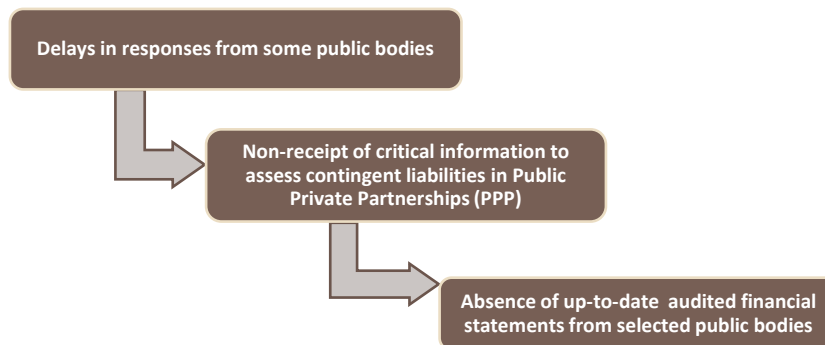 Delays in responses from some public bodies
Non-receipt of critical information to
assess contingent liabilities in Public
Private Partnerships (PPP)
Absence of up-to-date audited financial
statements from selected public bodies